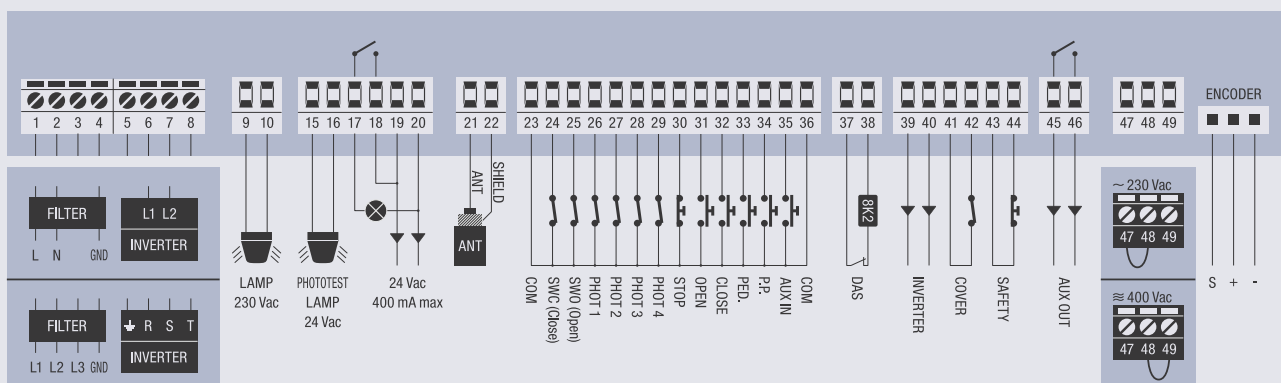 ENCODER
1 2 3 4 5 6 7 8 9 10 15 16 17 18 19 20 21 22 23 24 25 26 27 28 29 30 31 32 33 34 35 36 37 38 39 40 41 42 43 44 45 46 47 48 49
FILTER
L N GND
L1 L2
INVERTER
FILTER
L1 L2 L3 GND
R S T
INVERTER
LAMP
230 Vac
PHOTOTEST
LAMP
24 Vac
24 Vac
400 mA max
ANT
SHIELD
ANT
COM
SWC (Close)
SWO (Open)
PHOT 1
PHOT 2
PHOT 3
PHOT 4
STOP
OPEN
CLOSE
PED.
P.P.
AUX IN
COM
8K2
DAS
INVERTER
COVER
SAFETY
AUX OUT
~ 230 Vac
47 48 49
≋ 400 Vac
47 48 49
S + -